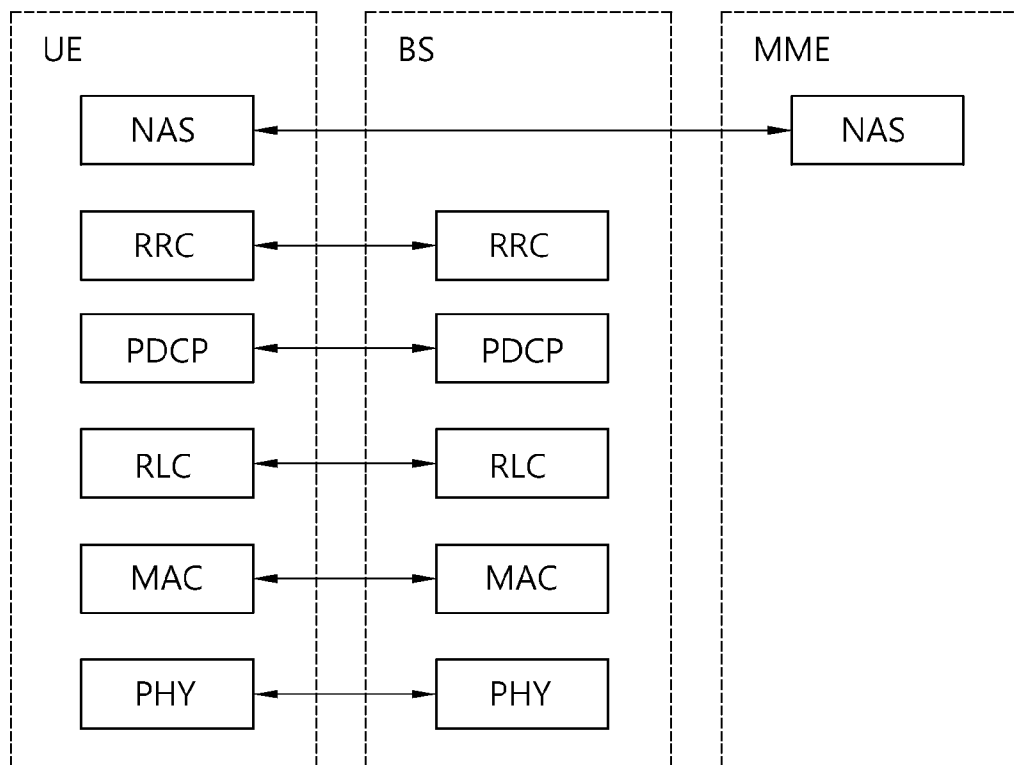 UE BS MME
NAS NAS
RRC RRC
PDCP PDCP
RLC RLC
MAC MAC
PHY PHY